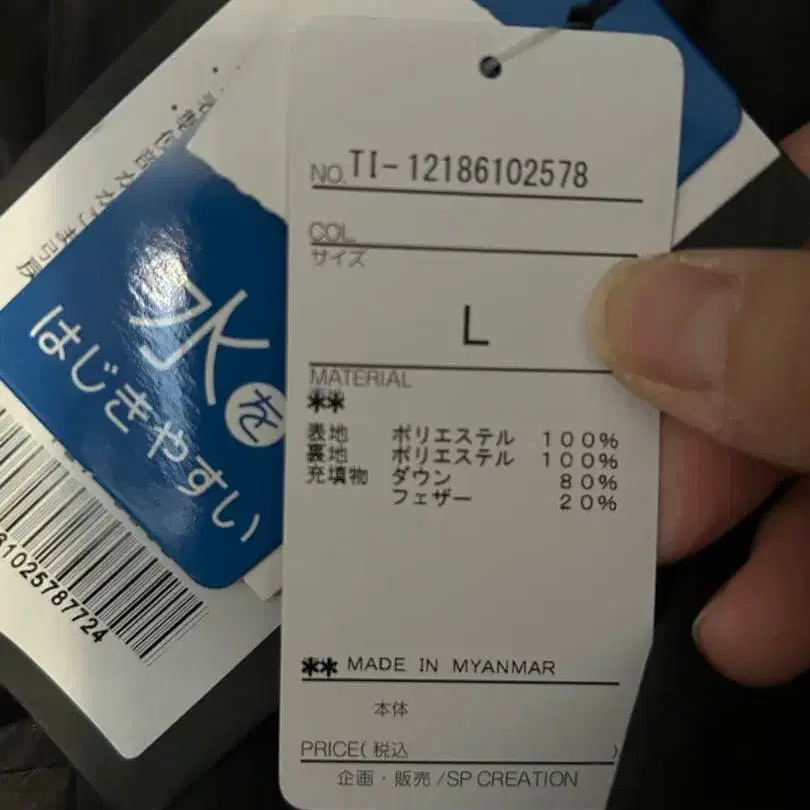 NO. TI-12186102578
COL.
サイズ
L
MATERIAL
**
表地 ポリエステル 100%
裏地 ポリエステル 100%
充填物 ダウン 80%
フェザー 20%
** MADE IN MYANMAR
本体
PRICE(税込 )
企画・販売/SP CREATION
水を
はじきやすい
1025787724